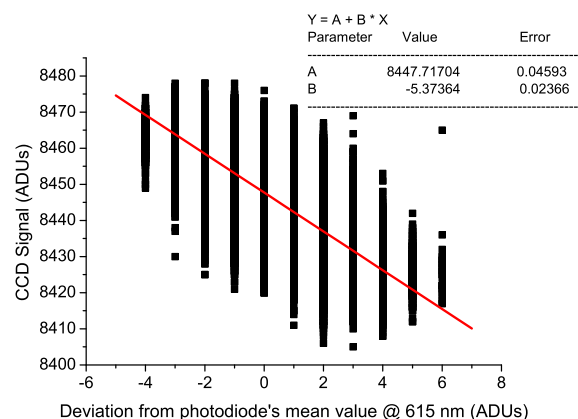 Y = A + B * X
Parameter Value Error
A 8447.71704 0.04593
B -5.37364 0.02366
8480
8470
8460
8450
8440
8430
8420
8410
8400
CCD Signal (ADUs)
-6 -4 -2 0 2 4 6 8
Deviation from photodiode's mean value @ 615 nm (ADUs)